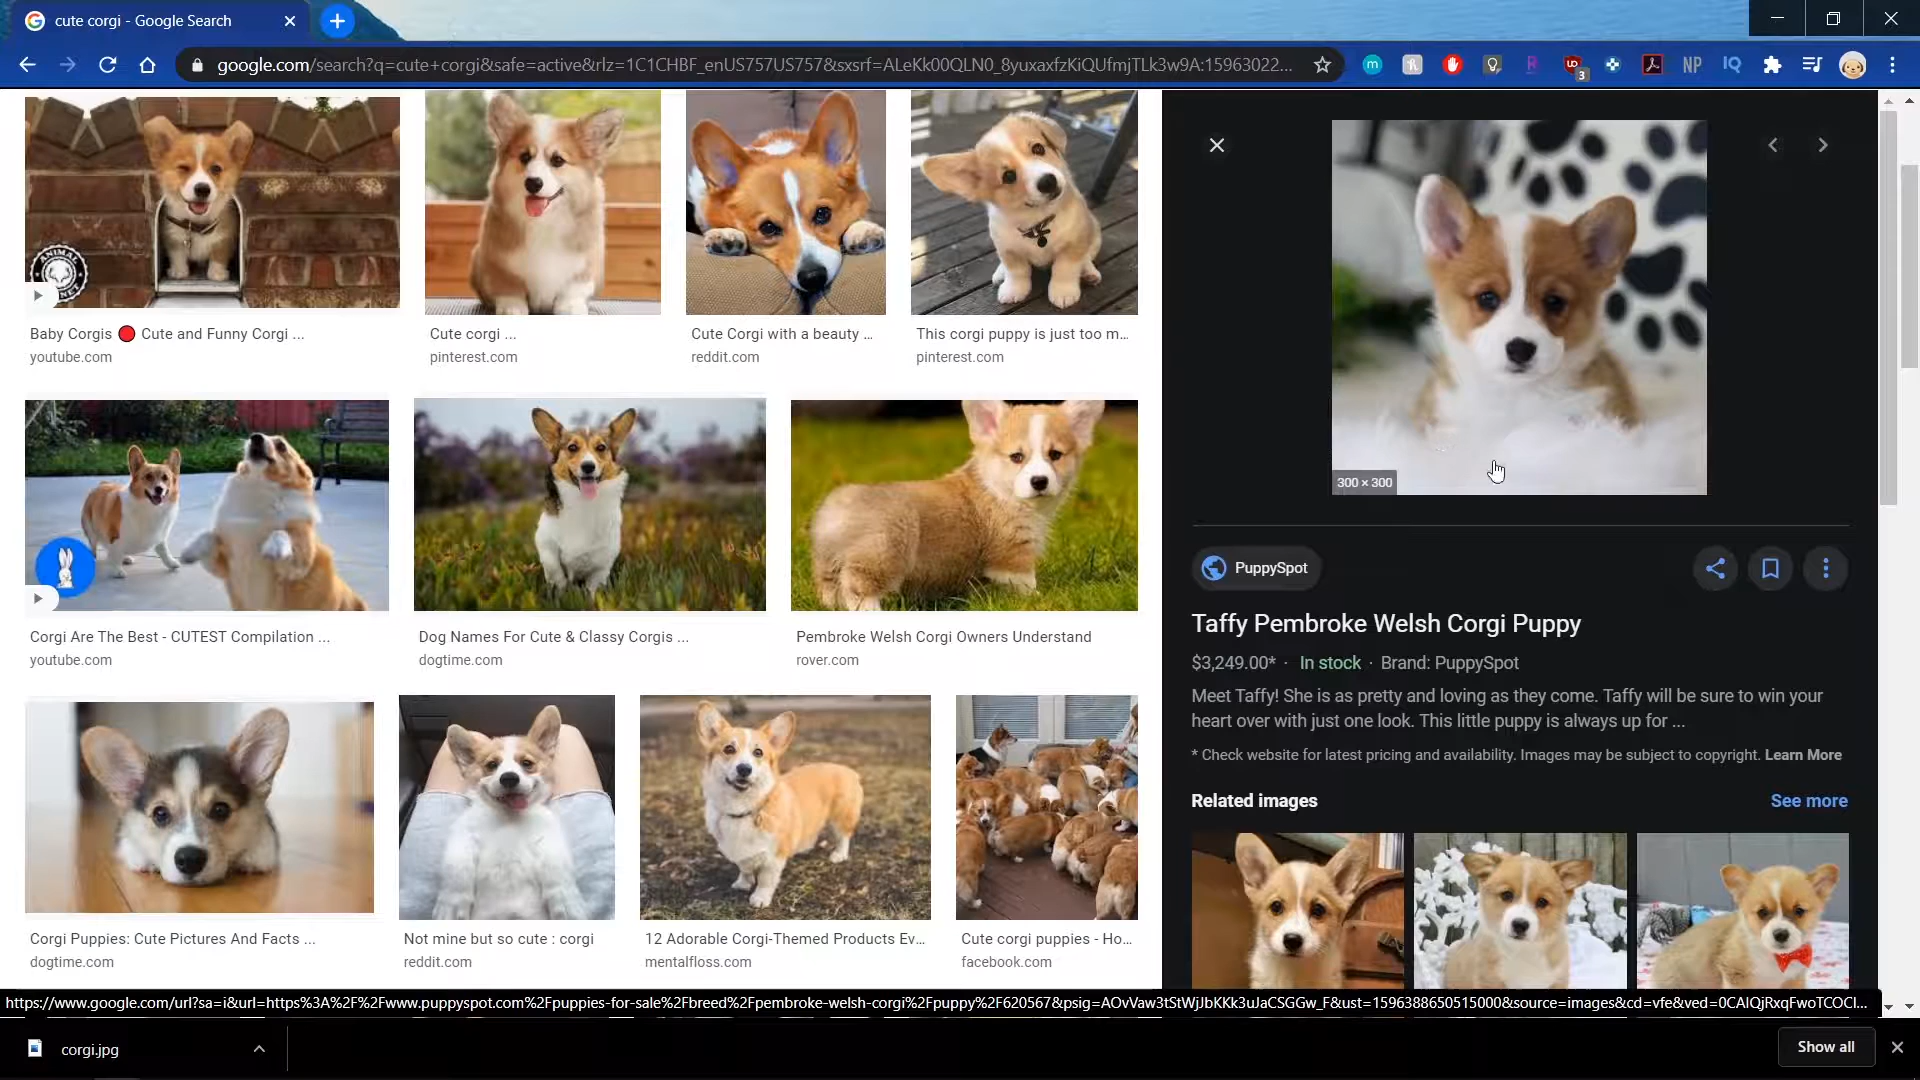 cute corgi - Google Search
google.com/search?q=cute+corgi&safe=active&rlz=1C1CHBF_enUS757US757&sxsrf=ALeKk00QLN0_8yuxaxfzKiQUfmjTLk3w9A:15963022...
m
UD
3
R
NP
IQ
ANIMAL
Baby Corgis 🔴 Cute and Funny Corgi ...
youtube.com
Cute corgi ...
pinterest.com
Cute Corgi with a beauty ...
reddit.com
This corgi puppy is just too m...
pinterest.com
300 × 300
Corgi Are The Best - CUTEST Compilation ...
youtube.com
Dog Names For Cute & Classy Corgis ...
dogtime.com
Pembroke Welsh Corgi Owners Understand
rover.com
Corgi Puppies: Cute Pictures And Facts ...
dogtime.com
Not mine but so cute : corgi
reddit.com
12 Adorable Corgi-Themed Products Ev...
mentalfloss.com
Cute corgi puppies - Ho...
facebook.com
PuppySpot
Taffy Pembroke Welsh Corgi Puppy
$3,249.00* · In stock · Brand: PuppySpot
Meet Taffy! She is as pretty and loving as they come. Taffy will be sure to win your
heart over with just one look. This little puppy is always up for ...
* Check website for latest pricing and availability. Images may be subject to copyright. Learn More
Related images
See more
https://www.google.com/url?sa=i&url=https%3A%2F%2Fwww.puppyspot.com%2Fpuppies-for-sale%2Fbreed%2Fpembroke-welsh-corgi%2Fpuppy%2F620567&psig=AOvVaw3tStWjJbKKk3uJaCSGGw_F&ust=1596388650515000&source=images&cd=vfe&ved=0CAIQjRxqFwoTCOCI...
corgi.jpg
Show all